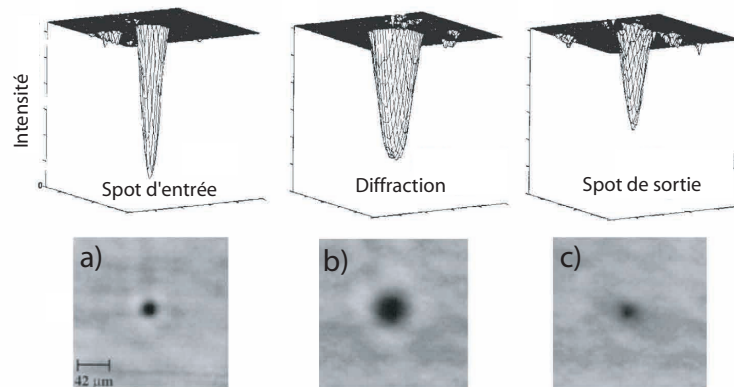 Intensité
0
Spot d'entrée
Diffraction
Spot de sortie
a)
b)
c)
42 µm